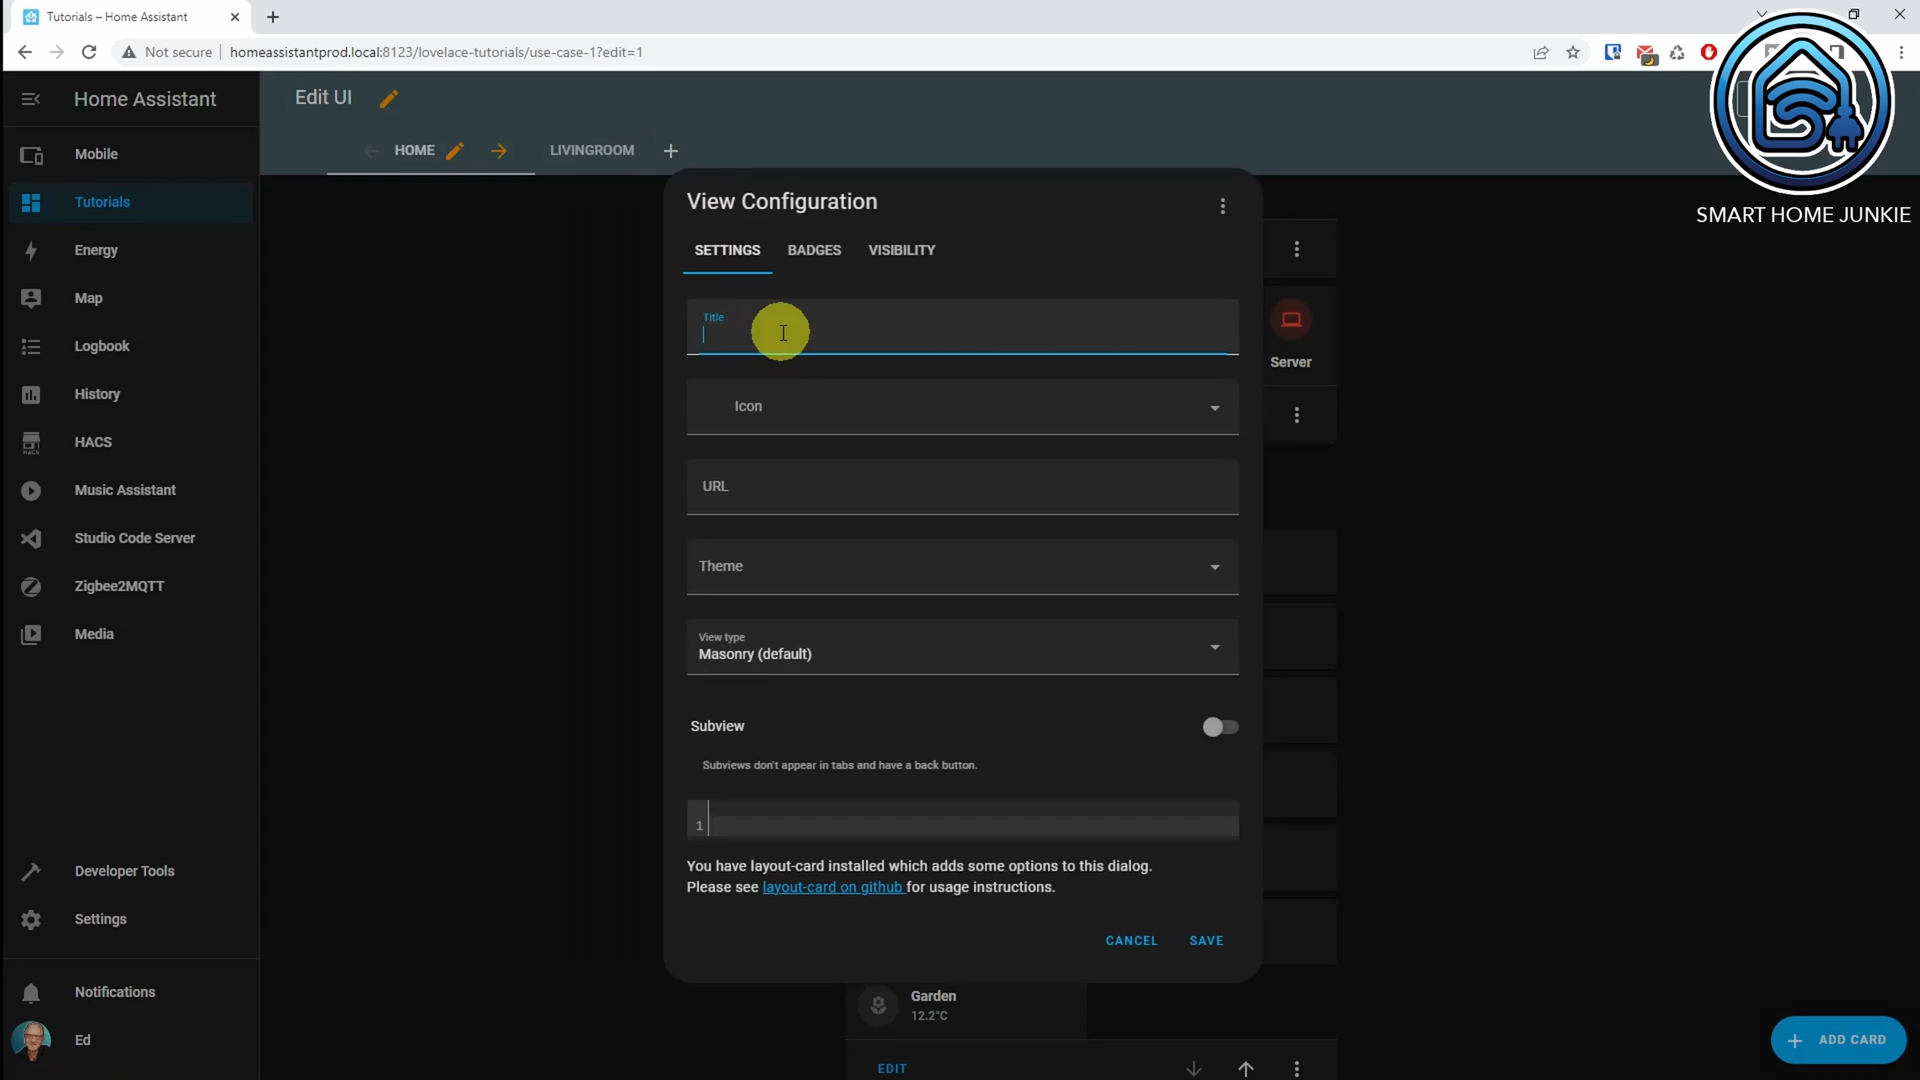 Tutorials – Home Assistant
Not secure
homeassistantprod.local:8123/lovelace-tutorials/use-case-1?edit=1
SMART HOME JUNKIE
Home Assistant
Mobile
Tutorials
Energy
Map
Logbook
History
HACS
HACS
Music Assistant
Studio Code Server
Zigbee2MQTT
Media
Developer Tools
Settings
Notifications
Ed
Edit UI
HOME
LIVINGROOM
View Configuration
SETTINGS
BADGES
VISIBILITY
Title
Icon
URL
Theme
View type
Masonry (default)
Subview
Subviews don't appear in tabs and have a back button.
1
You have layout-card installed which adds some options to this dialog.
Please see layout-card on github for usage instructions.
CANCEL
SAVE
Server
Garden
12.2°C
EDIT
ADD CARD